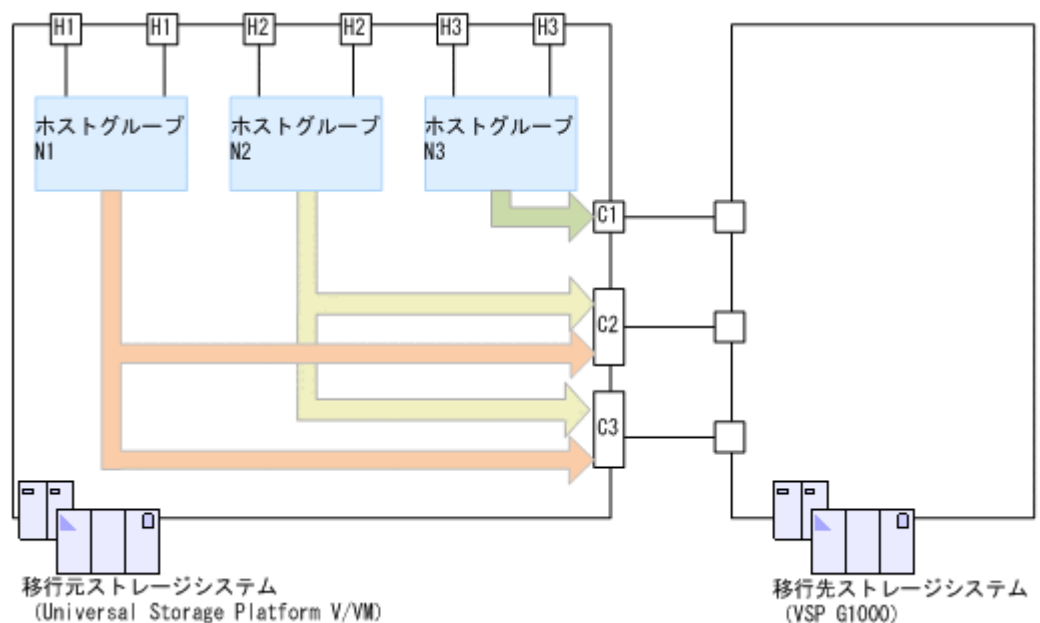 H1 H1 H2 H2 H3 H3
ホストグループ
N1
ホストグループ
N2
ホストグループ
N3
C1
C2
C3
移行元ストレージシステム
(Universal Storage Platform V/VM)
移行先ストレージシステム
(VSP G1000)